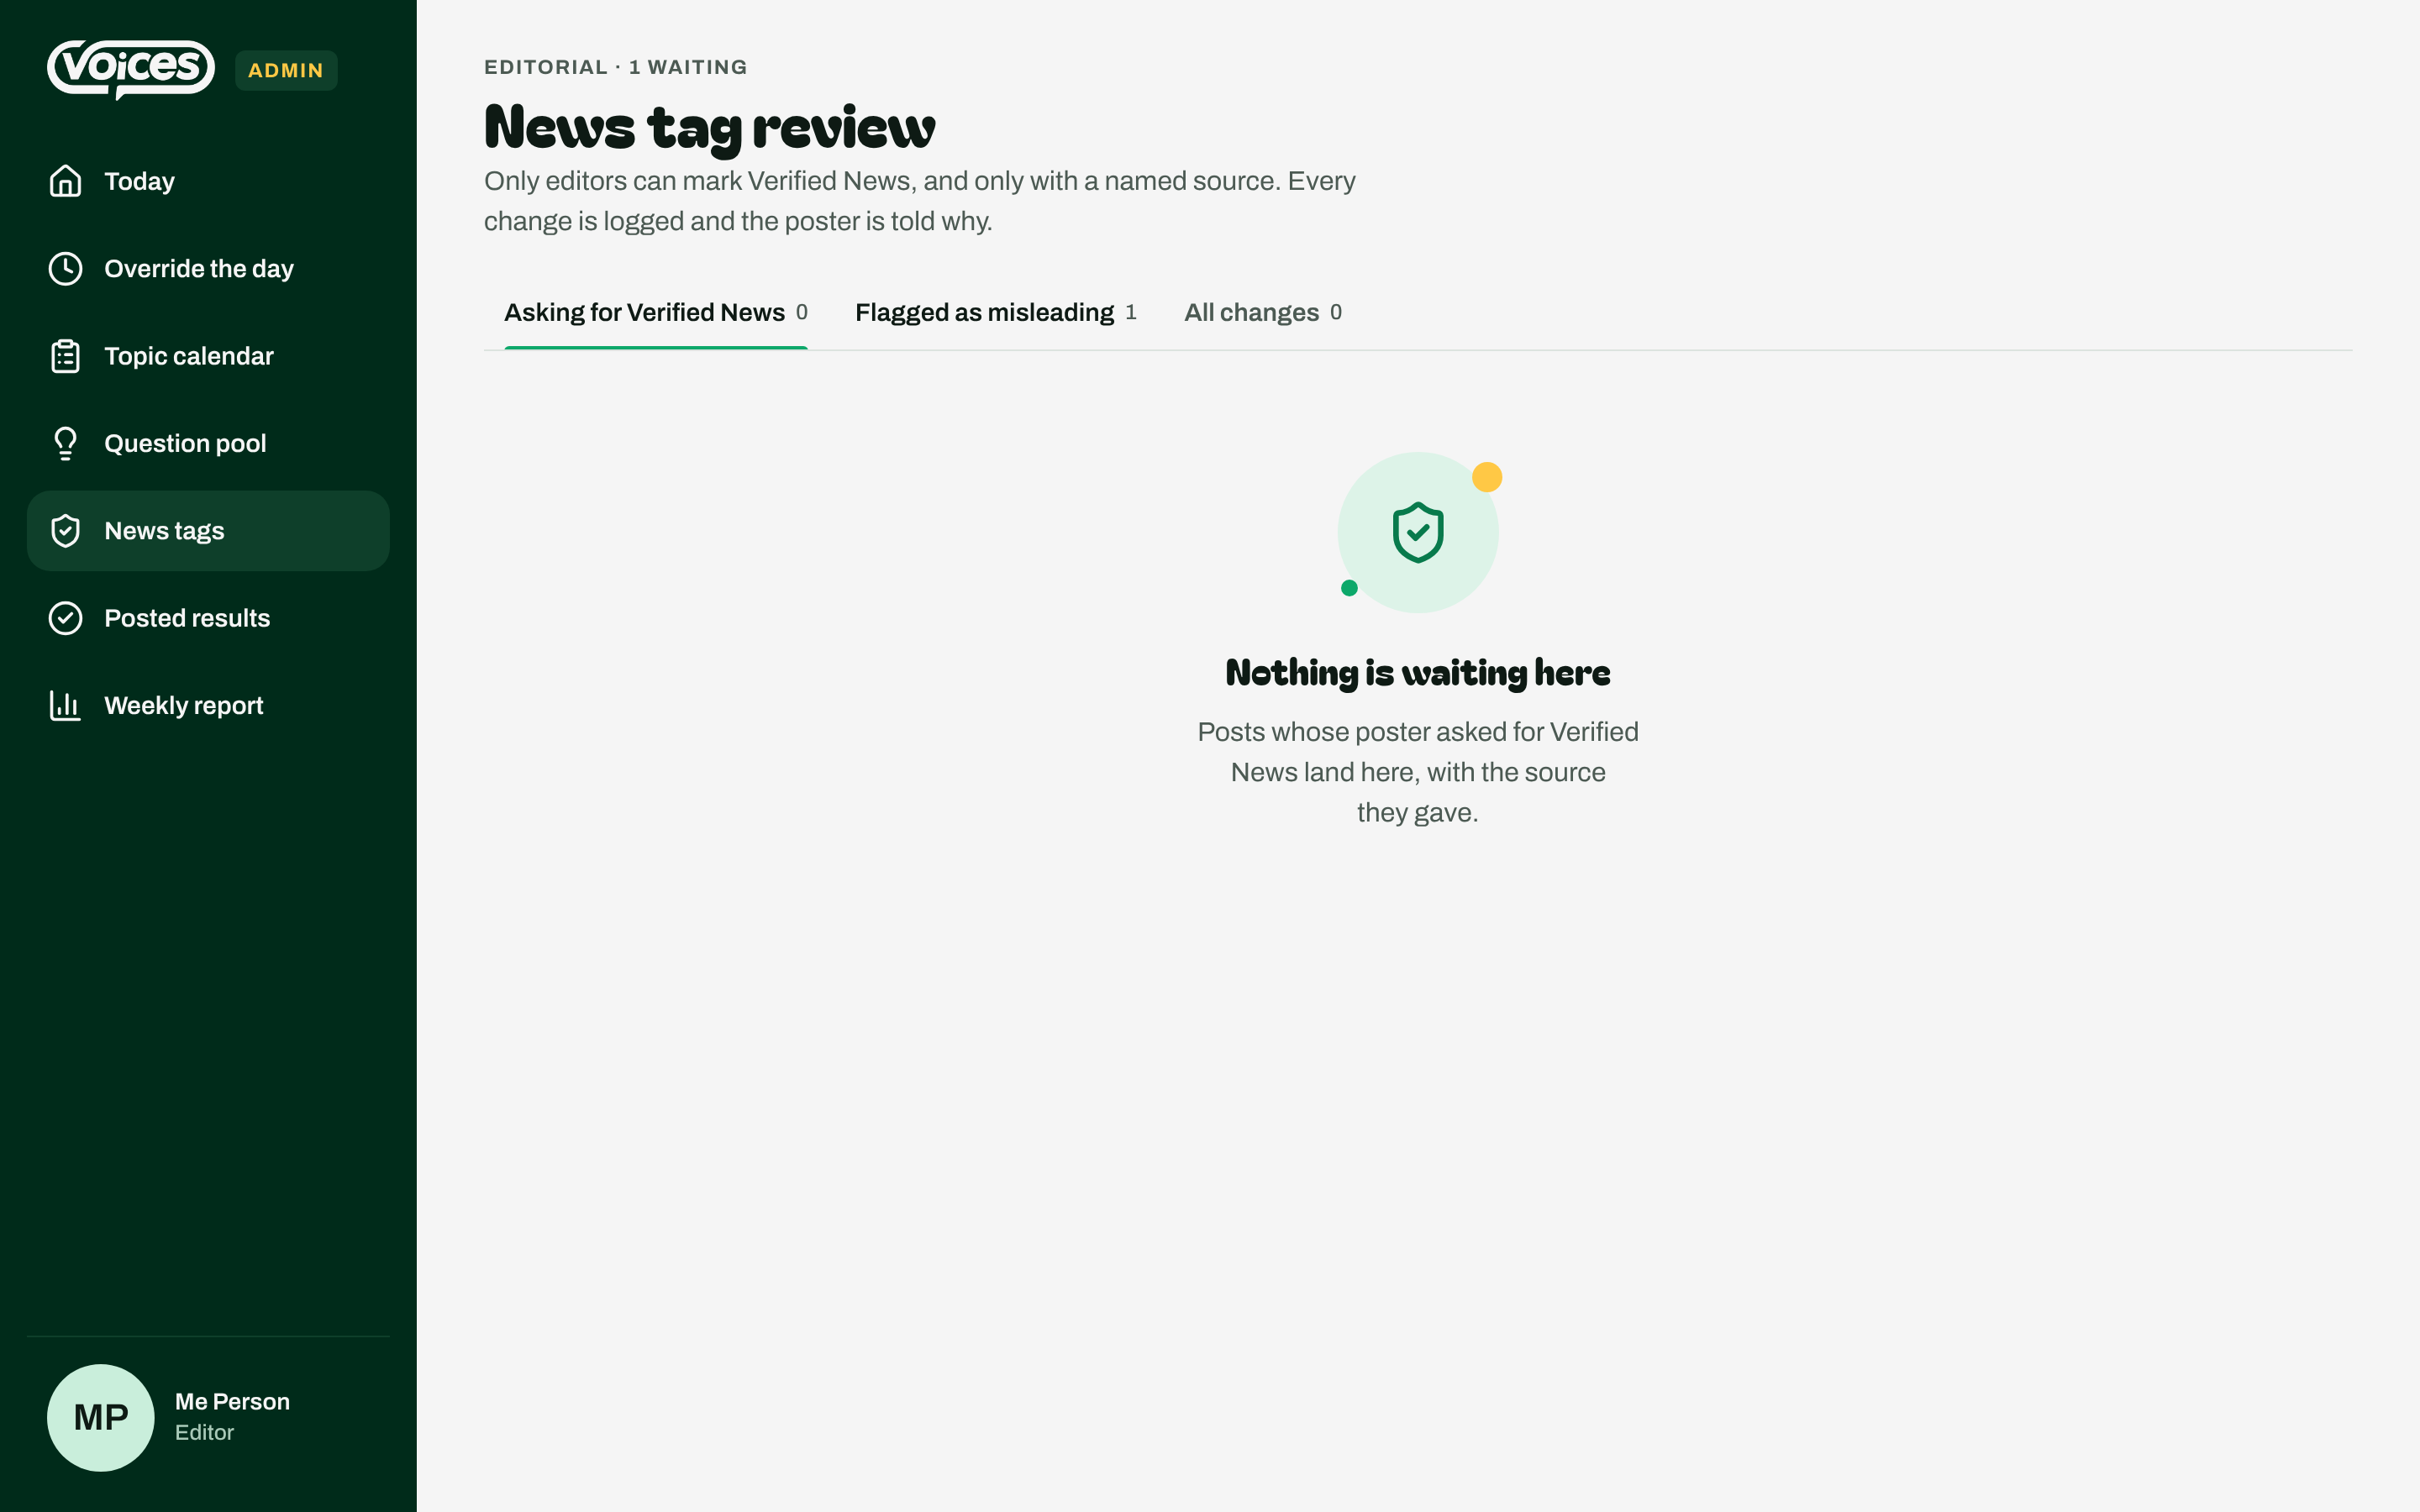 Voices
ADMIN
Today
Override the day
Topic calendar
Question pool
News tags
Posted results
Weekly report
MP
Me Person
Editor
EDITORIAL · 1 WAITING
News tag review
Only editors can mark Verified News, and only with a named source. Every
change is logged and the poster is told why.
Asking for Verified News 0
Flagged as misleading 1
All changes 0
Nothing is waiting here
Posts whose poster asked for Verified
News land here, with the source
they gave.